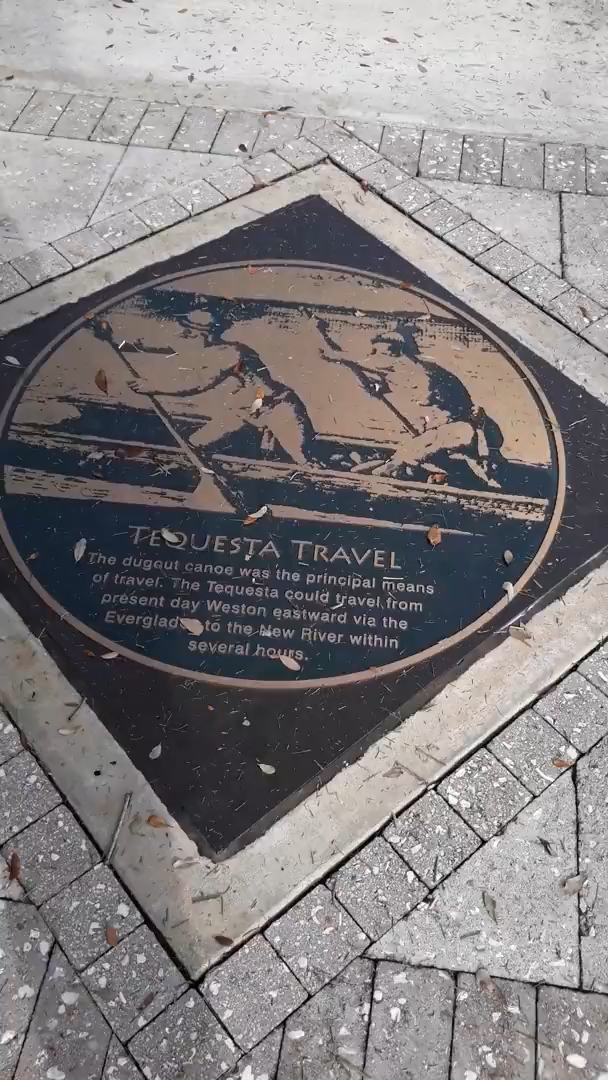 TEQUESTA TRAVEL
The dugout canoe was the principal means
of travel. The Tequesta could travel from
present day Weston eastward via the
Everglades to the New River within
several hours.